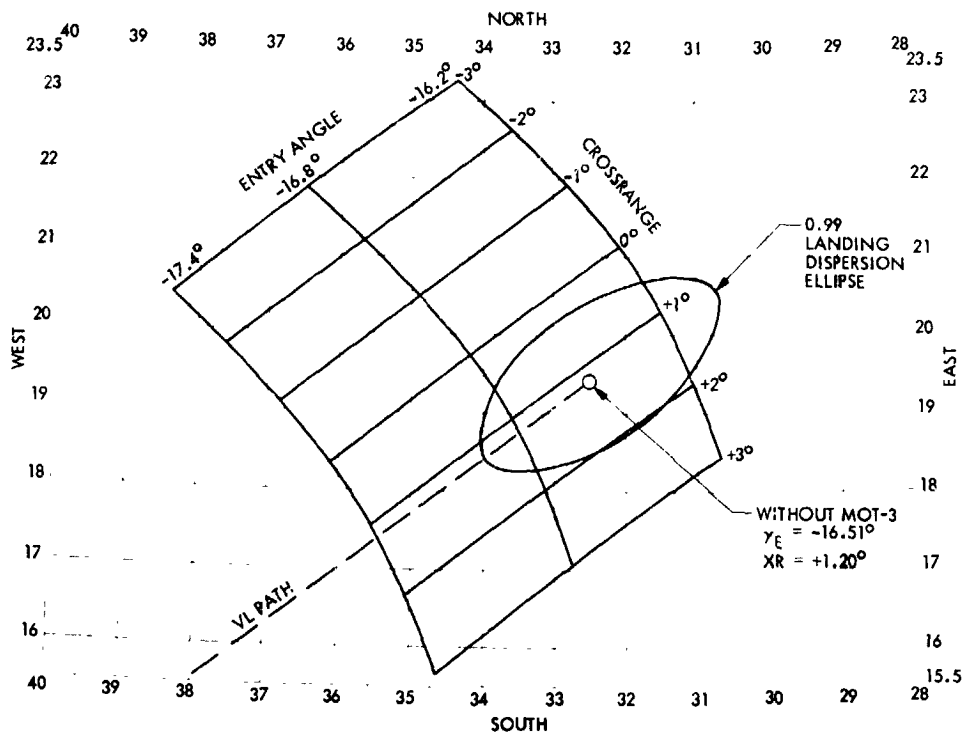 NORTH
40 39 38 37 36 35 34 33 32 31 30 29 28
23.5 23.5
23 23
22 22
21 21
20 20
19 19
18 18
17 17
16 16
15.5
40 39 38 37 36 35 34 33 32 31 30 29 28
SOUTH
WEST
EAST
ENTRY ANGLE
-16.2°
-16.8°
-17.4°
CROSSRANGE
-3°
-2°
-1°
0°
+1°
+2°
+3°
0.99
LANDING
DISPERSION
ELLIPSE
WITHOUT MOT-3
γE = -16.51°
XR = +1.20°
VL PATH